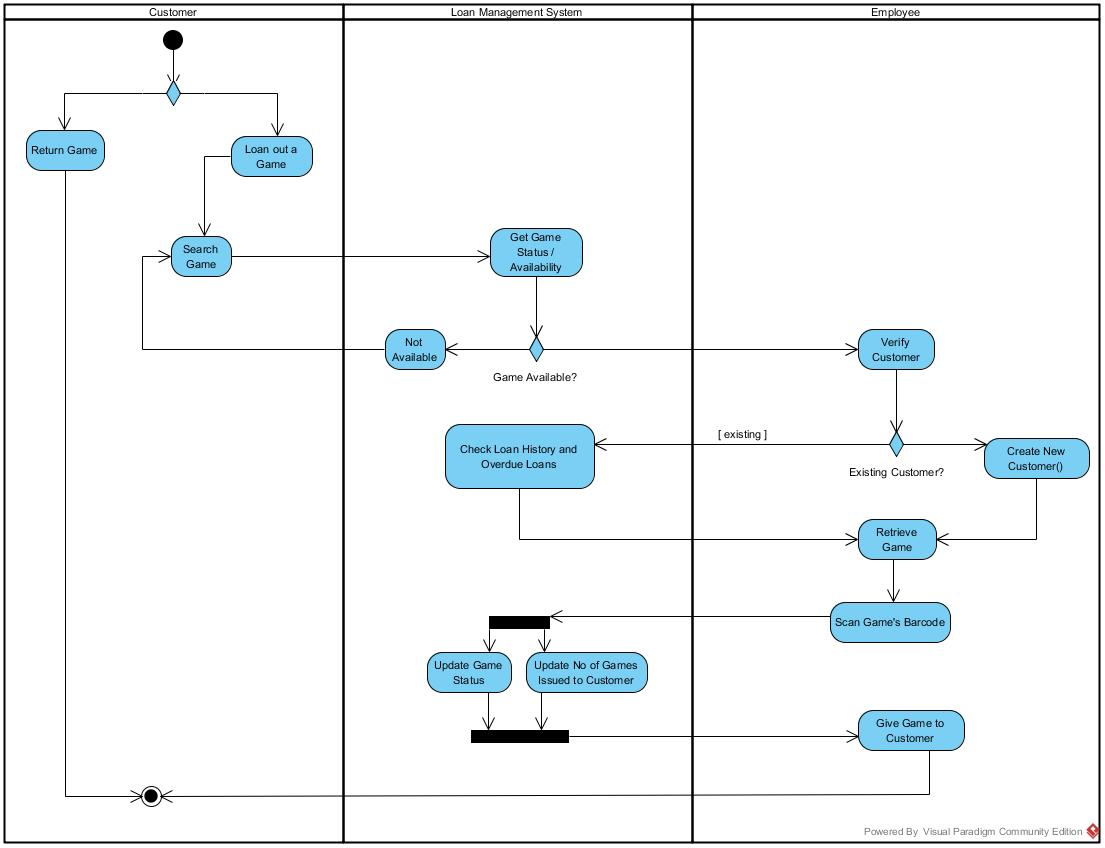 Customer
Loan Management System
Employee
Return Game
Loan out a
Game
Search
Game
Get Game
Status /
Availability
Not
Available
Game Available?
Verify
Customer
[ existing ]
Check Loan History and
Overdue Loans
Existing Customer?
Create New
Customer()
Retrieve
Game
Scan Game's Barcode
Update Game
Status
Update No of Games
Issued to Customer
Give Game to
Customer
Powered By Visual Paradigm Community Edition